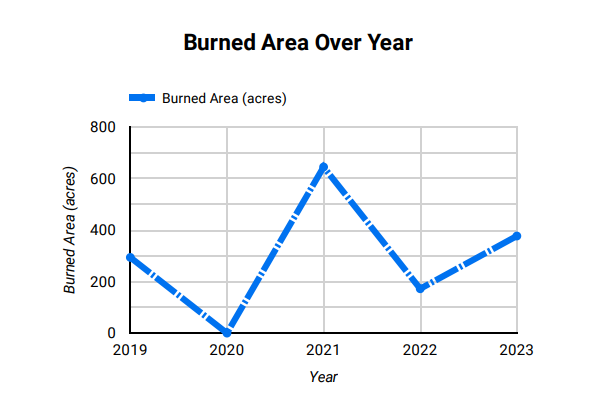 Burned Area Over Year
Burned Area (acres)
800
600
400
200
0
Burned Area (acres)
2019 2020 2021 2022 2023
Year